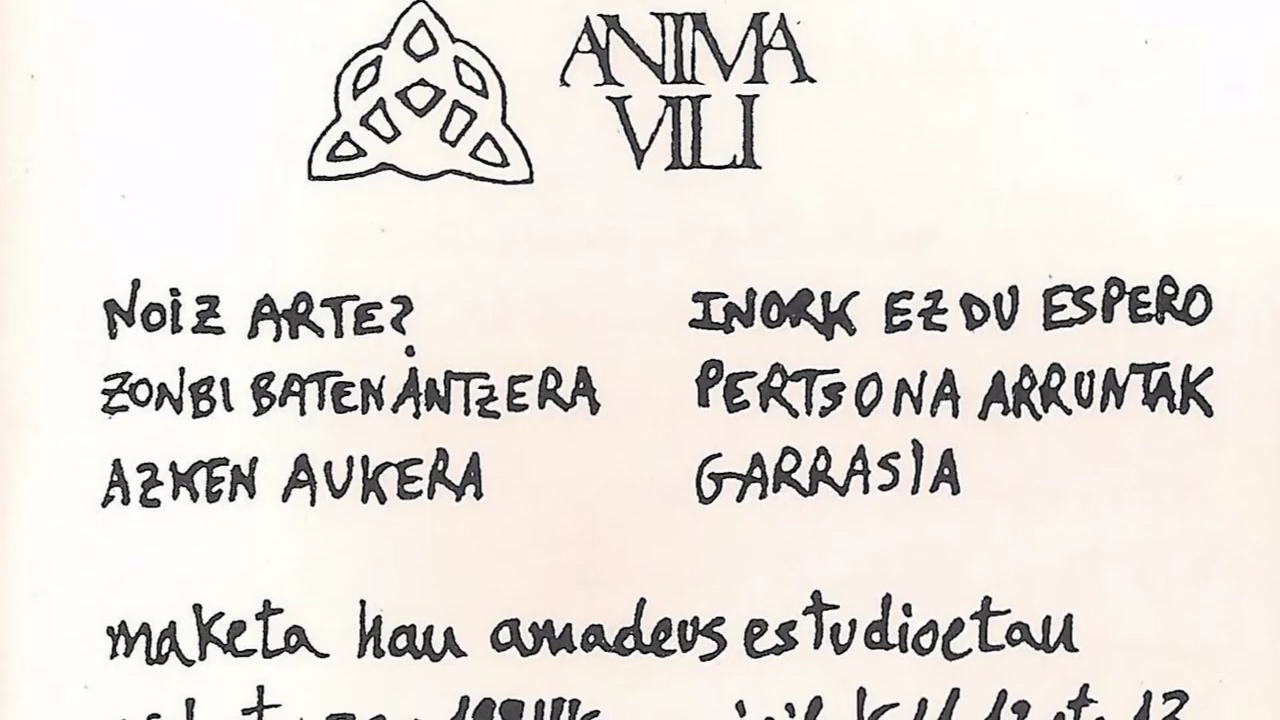 ANIMA
VILI
NOIZ ARTE?
ZONBI BATEN ANTZERA
AZKEN AUKERA
INORK EZ DU ESPERO
PERTSONA ARRUNTAK
GARRASIA
maketa hau amadeus estudioetan